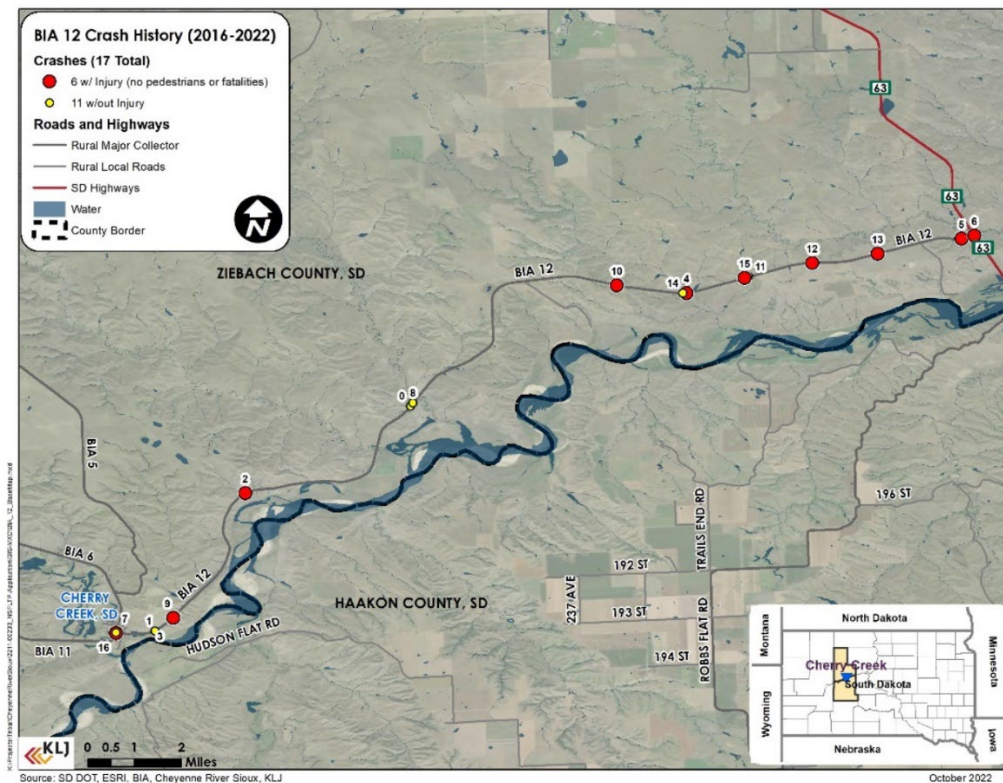 BIA 12 Crash History (2016-2022)
Crashes (17 Total)
6 w/ Injury (no pedestrians or fatalities)
11 w/out Injury
Roads and Highways
Rural Major Collector
Rural Local Roads
SD Highways
Water
County Border
N
63
63
63
6
5
BIA 12
13
12
15
11
10
14
4
BIA 12
ZIEBACH COUNTY, SD
0
8
BIA 5
2
196 ST
TRAILS END RD
BIA 6
192 ST
BIA 12
237 AVE
193 ST
HAAKON COUNTY, SD
CHERRY
CREEK, SD
9
7
1
3
16
HUDSON FLAT RD
BIA 11
194 ST
ROBBS FLAT RD
North Dakota
Montana
Minnesota
Cherry Creek
South Dakota
Wyoming
Iowa
Nebraska
KLJ
0 0.5 1 2
Miles
Source: SD DOT, ESRI, BIA, Cheyenne River Sioux, KLJ
October 2022